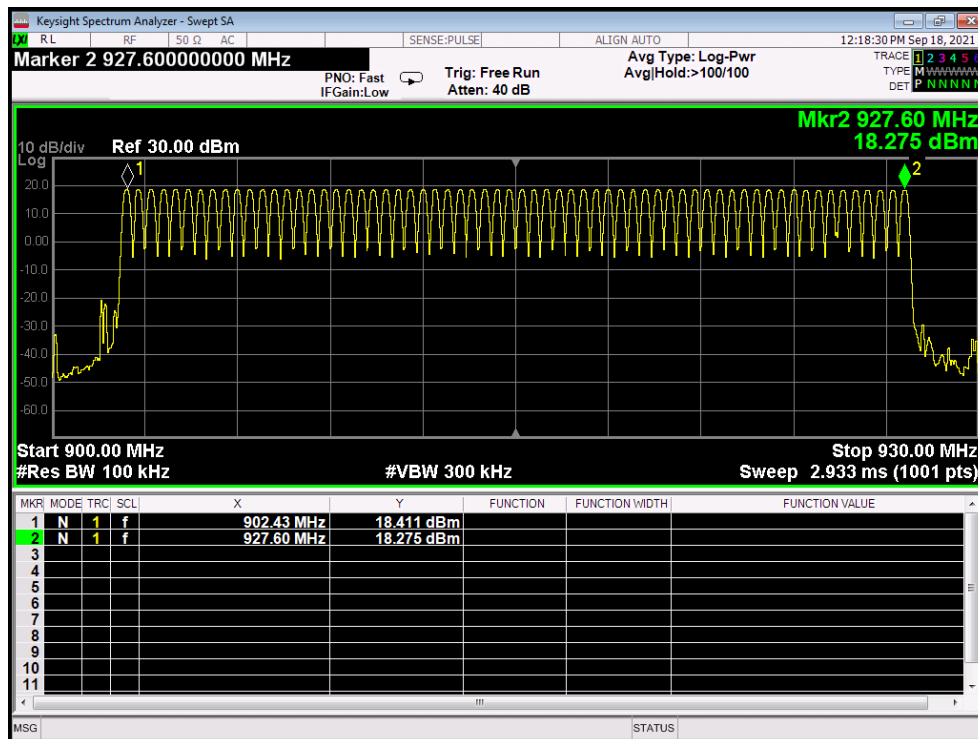 Keysight Spectrum Analyzer - Swept SA
LXI RL RF 50 Ω AC SENSE:PULSE ALIGN AUTO 12:18:30 PM Sep 18, 2021
Marker 2 927.600000000 MHz
PNO: Fast
IFGain:Low
Trig: Free Run
Atten: 40 dB
Avg Type: Log-Pwr
Avg|Hold:>100/100
TRACE 1 2 3 4 5 6
TYPE M WWWWW
DET P N N N N N
Mkr2 927.60 MHz
18.275 dBm
10 dB/div Ref 30.00 dBm
Log
1
2
20.0
10.0
0.00
-10.0
-20.0
-30.0
-40.0
-50.0
-60.0
Start 900.00 MHz Stop 930.00 MHz
#Res BW 100 kHz #VBW 300 kHz Sweep 2.933 ms (1001 pts)
MKR MODE TRC SCL X Y FUNCTION FUNCTION WIDTH FUNCTION VALUE
1 N 1 f 902.43 MHz 18.411 dBm
2 N 1 f 927.60 MHz 18.275 dBm
3
4
5
6
7
8
9
10
11
MSG STATUS